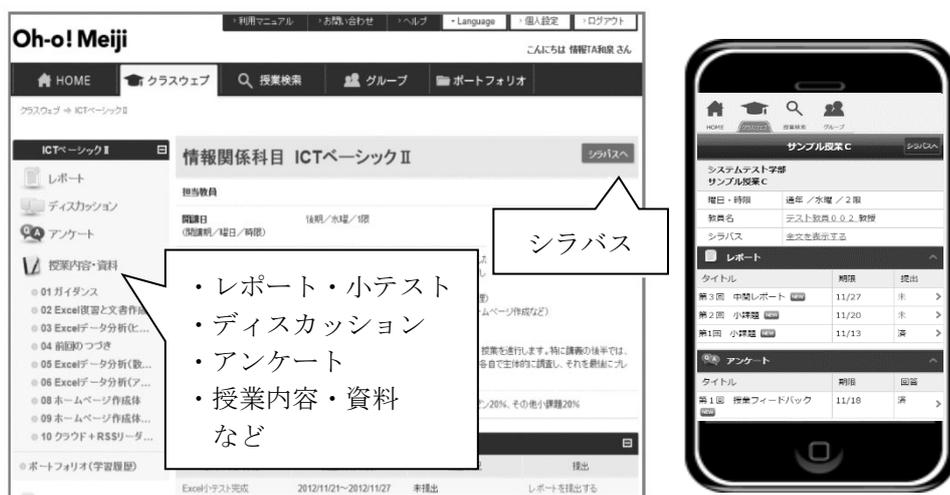 › 利用マニュアル
› お問い合わせ
› ヘルプ
• Language
› 個人設定
› ログアウト
Oh-o! Meiji
こんにちは 情報TA和泉 さん
HOME
クラスウェブ
授業検索
グループ
ポートフォリオ
クラスウェブ ⇒ ICTベーシックⅡ
ICTベーシックⅡ
レポート
ディスカッション
アンケート
授業内容・資料
01 ガイダンス
02 Excel復習と文書作成
03 Excelデータ分析(ヒ...
04 前回のつづき
05 Excelデータ分析(散...
06 Excelデータ分析(ア...
08 ホームページ作成体
09 ホームページ作成体...
10 クラウド+RSSリーダ...
ポートフォリオ(学習履歴)
情報関係科目 ICTベーシックⅡ
シラバスへ
担当教員
開講日
(開講期/曜日/時限)
後期/水曜/1限
シラバス
・レポート・小テスト
・ディスカッション
・アンケート
・授業内容・資料
など
ムページ作成など)
授業を進行します。特に講義の後半では、
各自で主体的に調査し、それを最後にプレ
ン20%、その他小課題20%
提出
Excel小テスト完成
2012/11/21～2012/11/27
未提出
レポートを提出する
HOME
クラスウェブ
授業検索
グループ
サンプル授業C
シラバスへ
システムテスト学部
サンプル授業C
曜日・時限
通年 /水曜 /2限
教員名
テスト教員002 教授
シラバス
全文を表示する
レポート
タイトル
期限
提出
第3回 中間レポート NEW
11/27
未
第2回 小課題 NEW
11/20
未
第1回 小課題 NEW
11/13
済
アンケート
タイトル
期限
回答
第1回 授業フィードバック
NEW
11/18
済